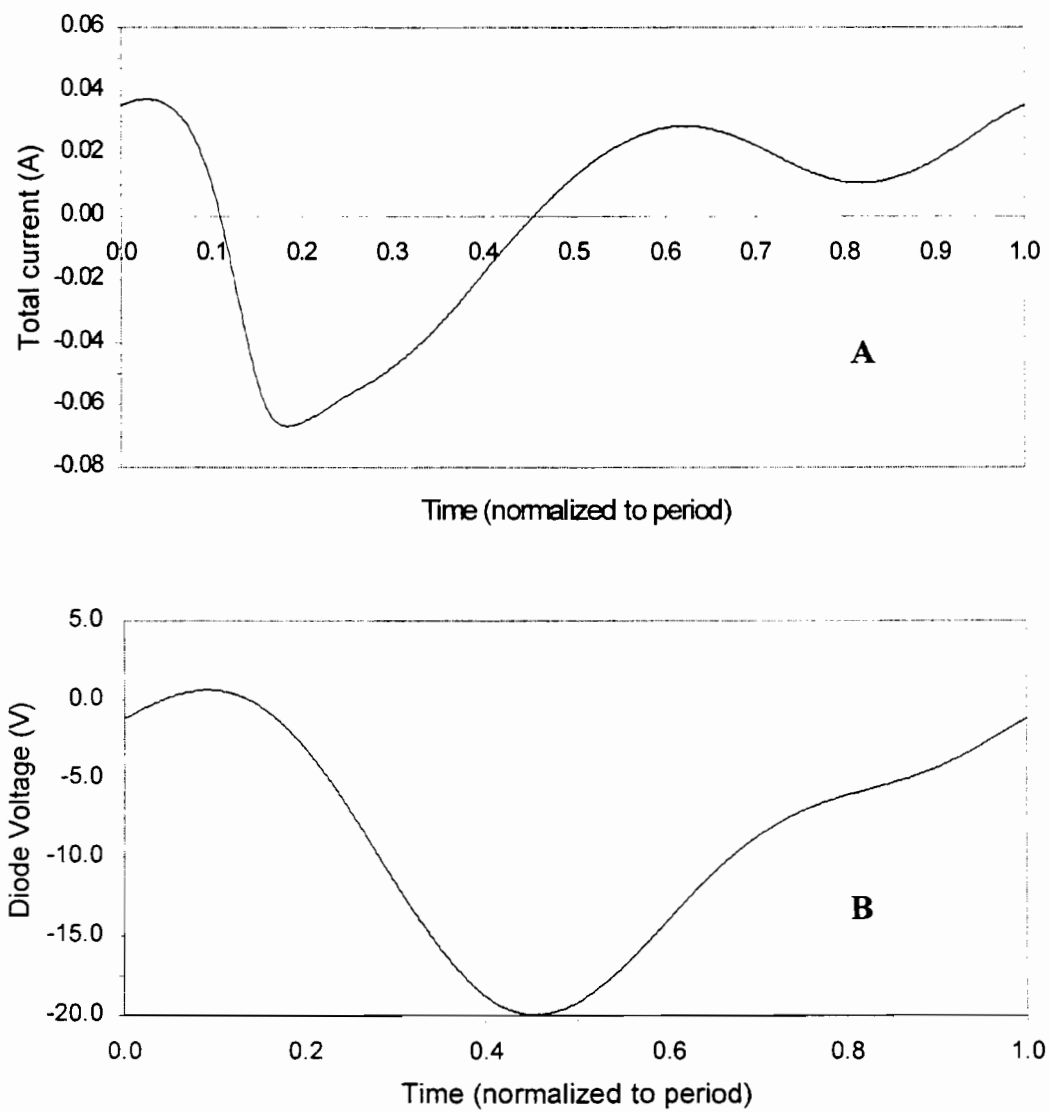 0.06
0.04
0.02
0.00
0.0 0.1 0.2 0.3 0.4 0.5 0.6 0.7 0.8 0.9 1.0
-0.02
-0.04
-0.06
-0.08
Total current (A)
A
Time (normalized to period)
5.0
0.0
-5.0
-10.0
-15.0
-20.0
Diode Voltage (V)
B
0.0 0.2 0.4 0.6 0.8 1.0
Time (normalized to period)